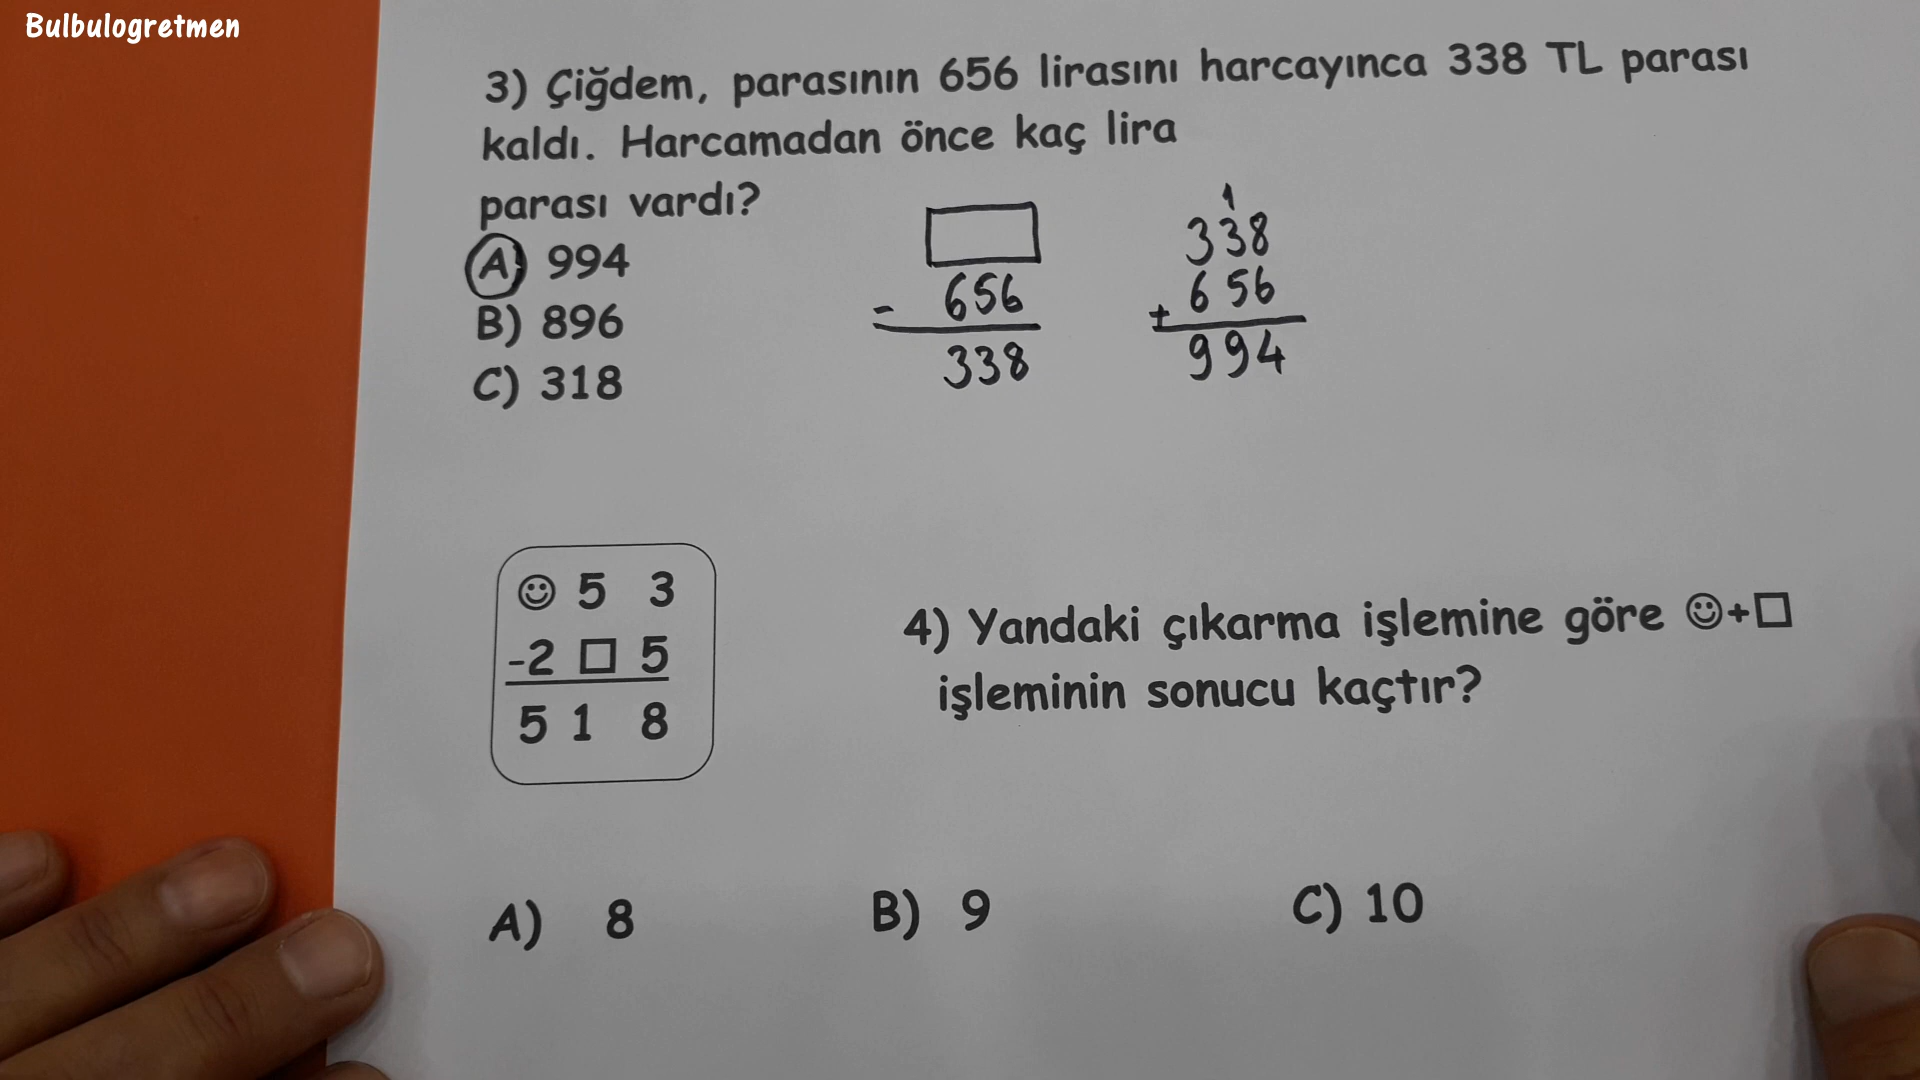 Bulbulogretmen
3) Çiğdem, parasının 656 lirasını harcayınca 338 TL parası
kaldı. Harcamadan önce kaç lira
parası vardı?
A) 994
B) 896
C) 318
656
-
338
1
338
+ 656
994
☺ 5 3
-2 □ 5
5 1 8
4) Yandaki çıkarma işlemine göre ☺+□
işleminin sonucu kaçtır?
A) 8
B) 9
C) 10